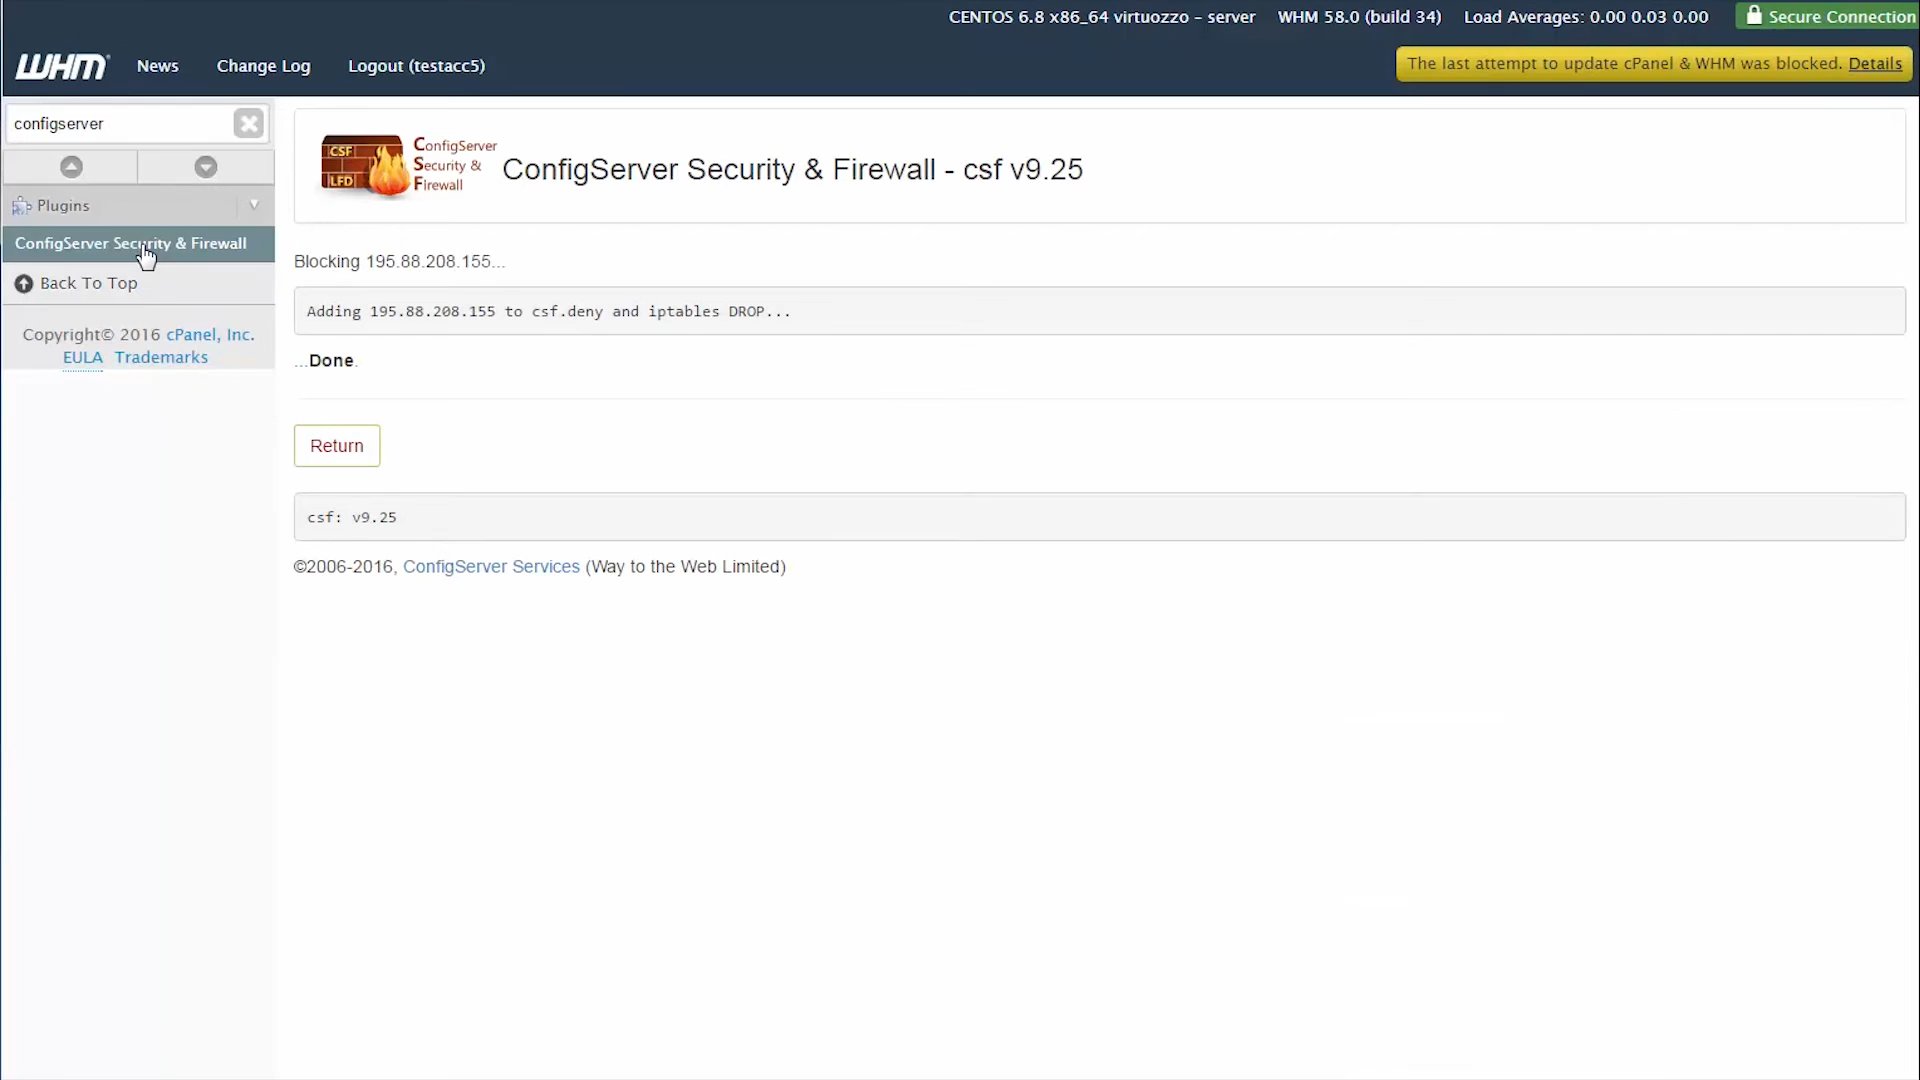 CENTOS 6.8 x86_64 virtuozzo – server WHM 58.0 (build 34) Load Averages: 0.00 0.03 0.00 Secure Connection
WHM News Change Log Logout (testacc5) The last attempt to update cPanel & WHM was blocked. Details
configserver
Plugins
ConfigServer Security & Firewall
Back To Top
Copyright© 2016 cPanel, Inc.
EULA Trademarks
CSF
LFD
ConfigServer
Security &
Firewall
ConfigServer Security & Firewall - csf v9.25
Blocking 195.88.208.155...
Adding 195.88.208.155 to csf.deny and iptables DROP...
...Done.
Return
csf: v9.25
©2006-2016, ConfigServer Services (Way to the Web Limited)